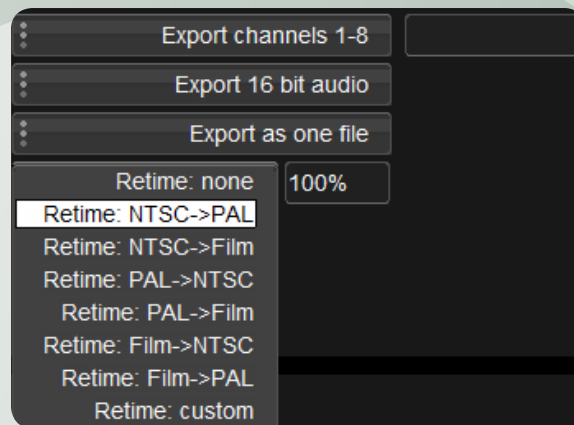 Export channels 1-8
Export 16 bit audio
Export as one file
Retime: none 100%
Retime: NTSC->PAL
Retime: NTSC->Film
Retime: PAL->NTSC
Retime: PAL->Film
Retime: Film->NTSC
Retime: Film->PAL
Retime: custom